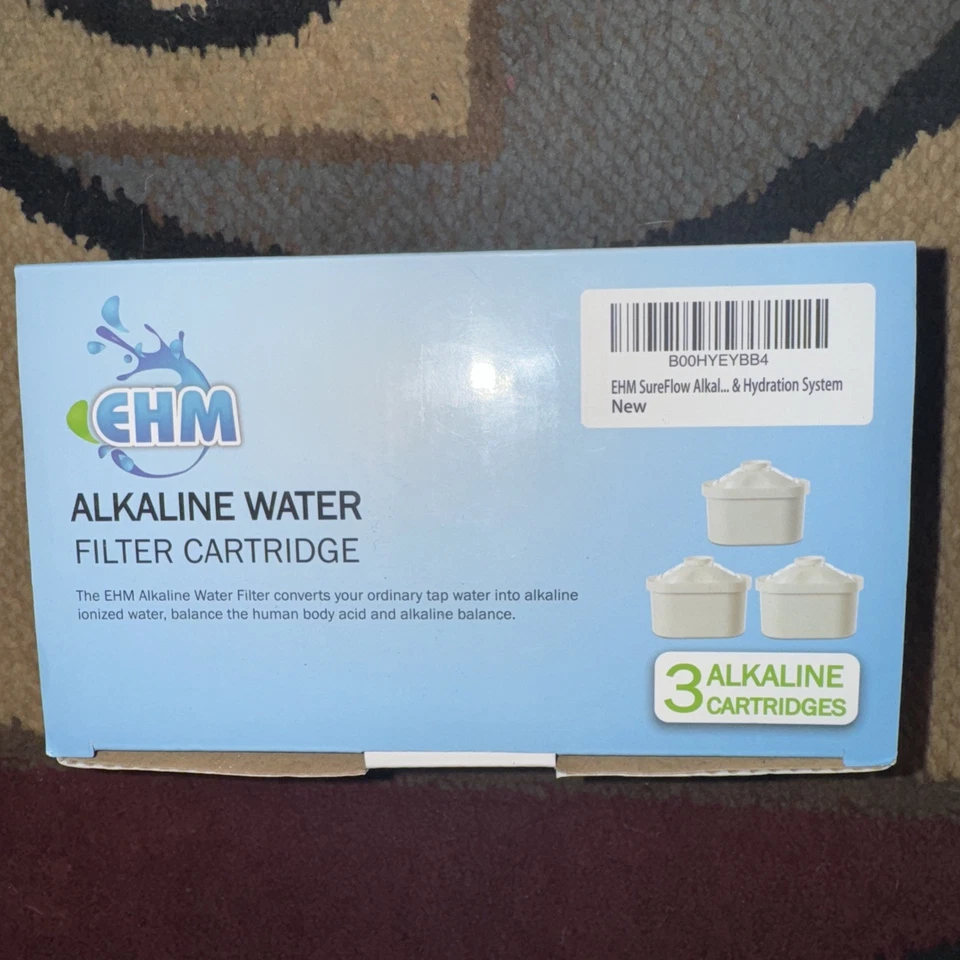 B00HYEYBB4
EHM SureFlow Alkal... & Hydration System
New
EHM
ALKALINE WATER
FILTER CARTRIDGE
The EHM Alkaline Water Filter converts your ordinary tap water into alkaline
ionized water, balance the human body acid and alkaline balance.
3 ALKALINE
CARTRIDGES